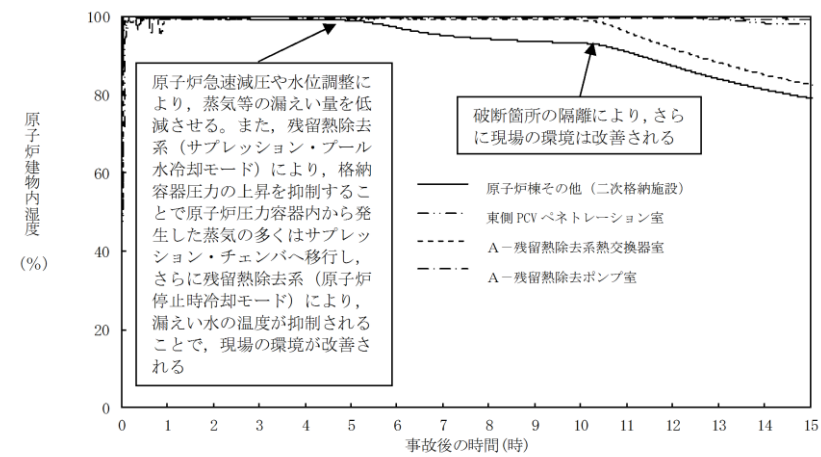 100
80
60
40
20
0
原子炉建物内湿度
(%)
原子炉急速減圧や水位調整に
より，蒸気等の漏えい量を低
減させる。また，残留熱除去
系（サプレッション・プール
水冷却モード）により，格納
容器圧力の上昇を抑制するこ
とで原子炉圧力容器内から発
生した蒸気の多くはサプレッ
ション・チェンバへ移行し，
さらに残留熱除去系（原子炉
停止時冷却モード）により，
漏えい水の温度が抑制される
ことで，現場の環境が改善さ
れる
破断箇所の隔離により，さら
に現場の環境は改善される
原子炉棟その他（二次格納施設）
東側 PCV ペネトレーション室
A－残留熱除去系熱交換器室
A－残留熱除去ポンプ室
0 1 2 3 4 5 6 7 8 9 10 11 12 13 14 15
事故後の時間(時)